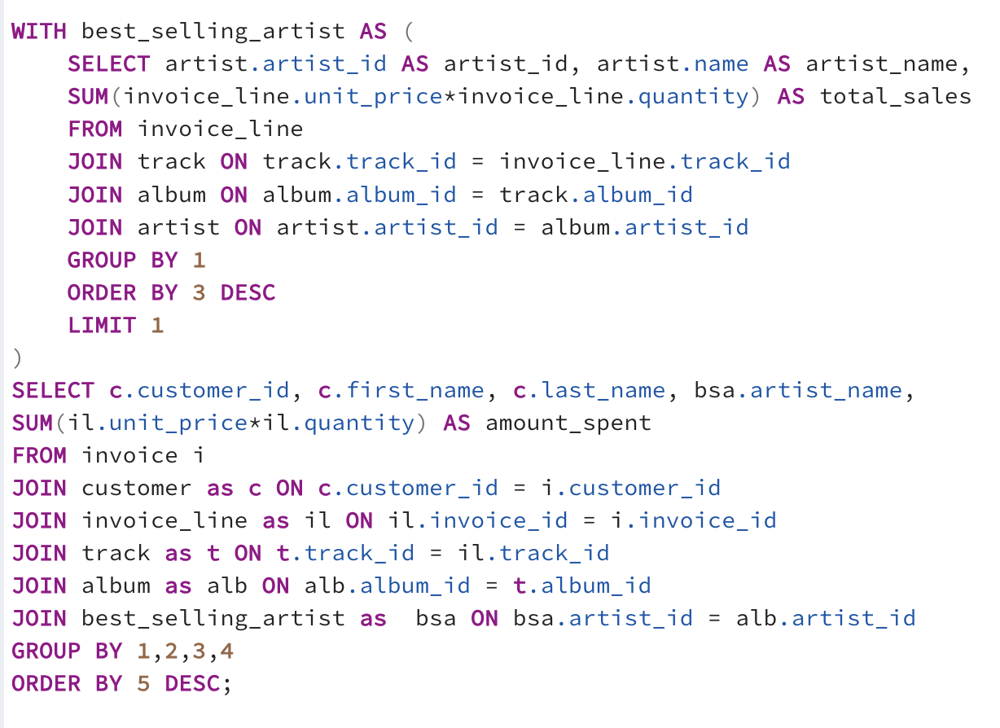 WITH best_selling_artist AS (
    SELECT artist.artist_id AS artist_id, artist.name AS artist_name,
    SUM(invoice_line.unit_price*invoice_line.quantity) AS total_sales
    FROM invoice_line
    JOIN track ON track.track_id = invoice_line.track_id
    JOIN album ON album.album_id = track.album_id
    JOIN artist ON artist.artist_id = album.artist_id
    GROUP BY 1
    ORDER BY 3 DESC
    LIMIT 1
)
SELECT c.customer_id, c.first_name, c.last_name, bsa.artist_name,
SUM(il.unit_price*il.quantity) AS amount_spent
FROM invoice i
JOIN customer as c ON c.customer_id = i.customer_id
JOIN invoice_line as il ON il.invoice_id = i.invoice_id
JOIN track as t ON t.track_id = il.track_id
JOIN album as alb ON alb.album_id = t.album_id
JOIN best_selling_artist as  bsa ON bsa.artist_id = alb.artist_id
GROUP BY 1,2,3,4
ORDER BY 5 DESC;